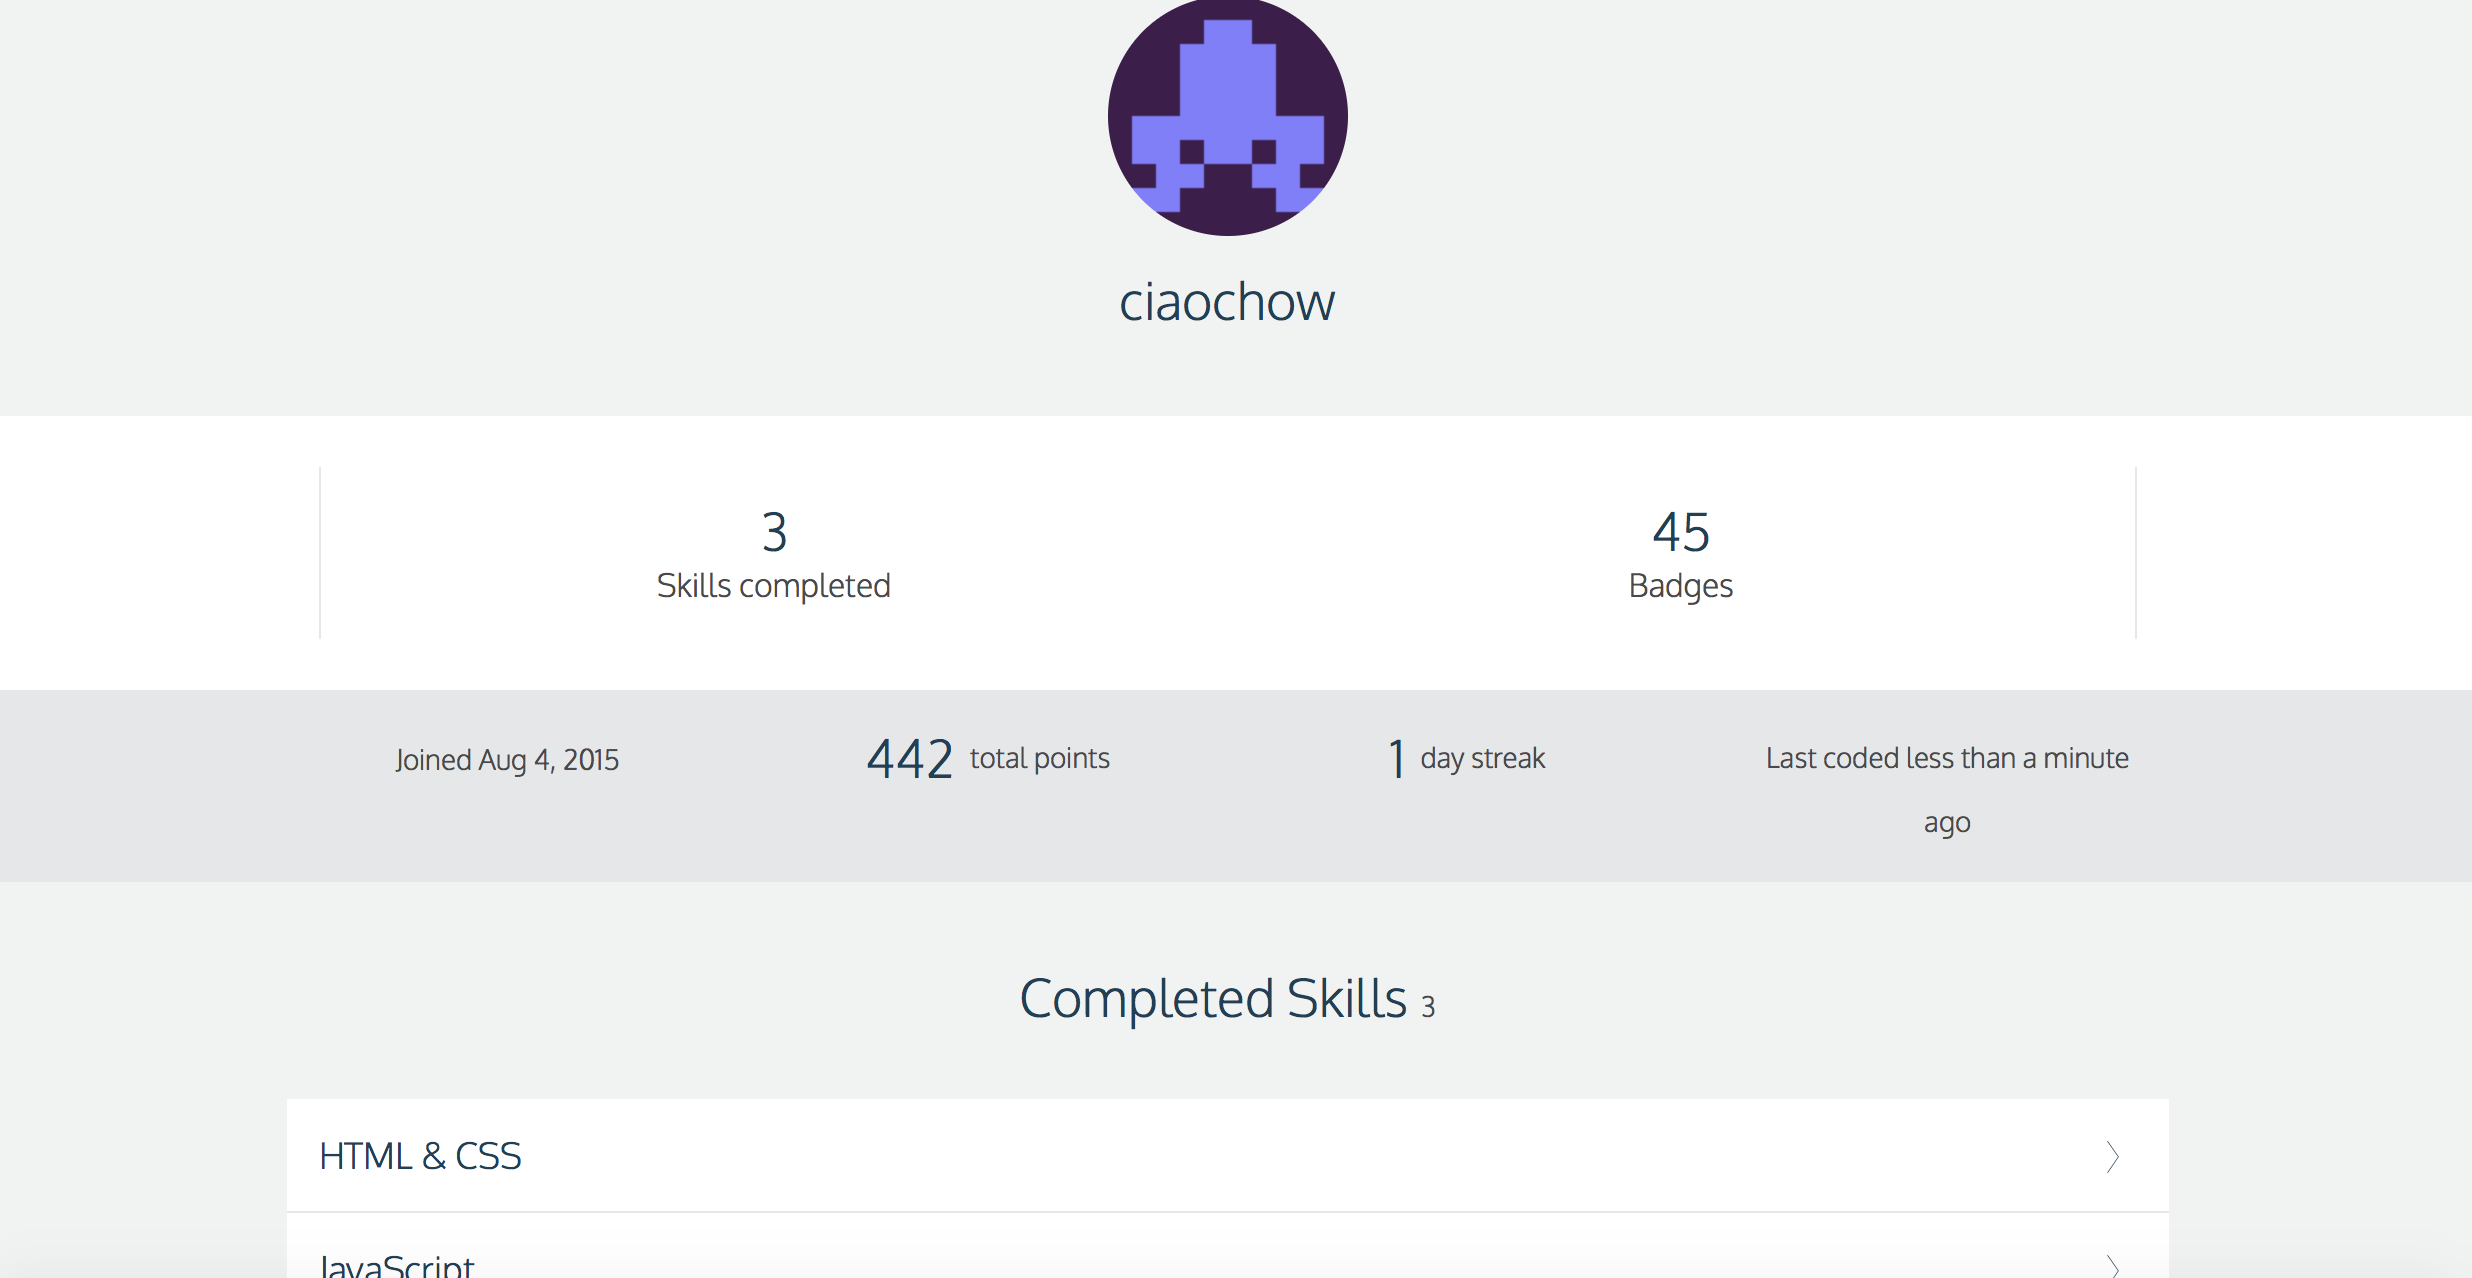 ciaochow
3
Skills completed
45
Badges
Joined Aug 4, 2015
442 total points
1 day streak
Last coded less than a minute
ago
Completed Skills 3
HTML & CSS
JavaScript